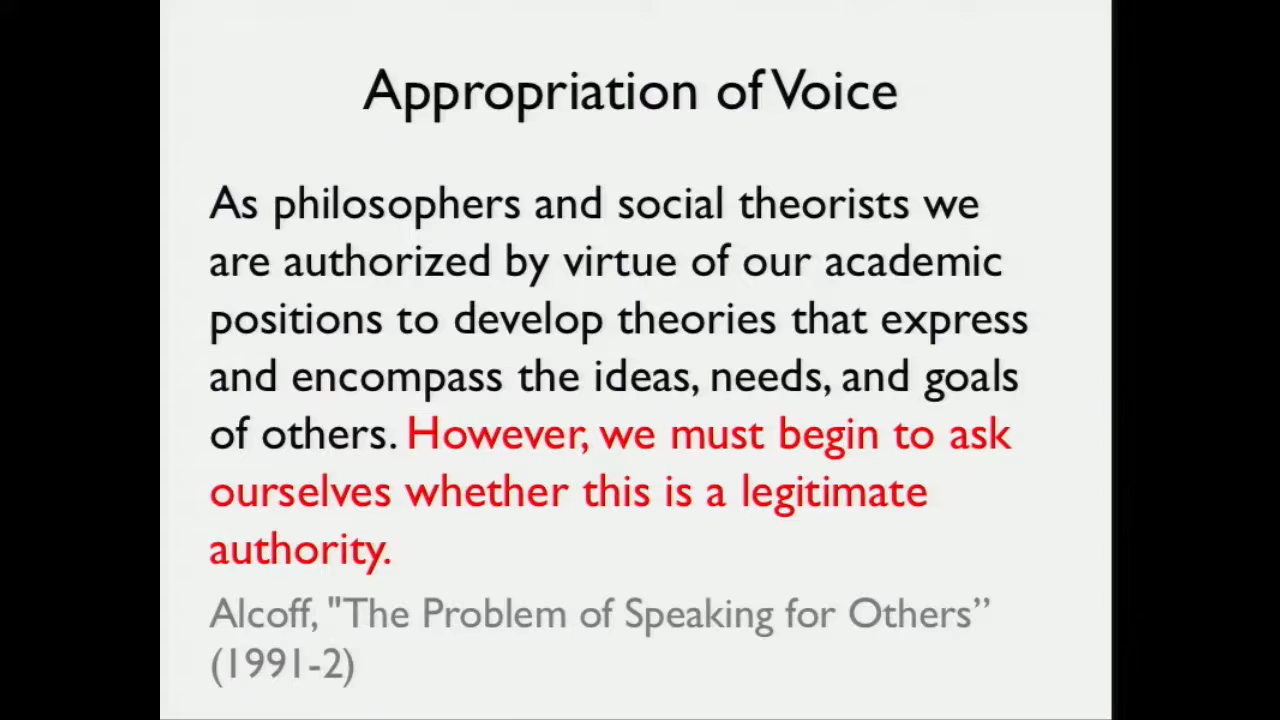 Appropriation of Voice
As philosophers and social theorists we
are authorized by virtue of our academic
positions to develop theories that express
and encompass the ideas, needs, and goals
of others. However, we must begin to ask
ourselves whether this is a legitimate
authority.
Alcoff, "The Problem of Speaking for Others”
(1991-2)